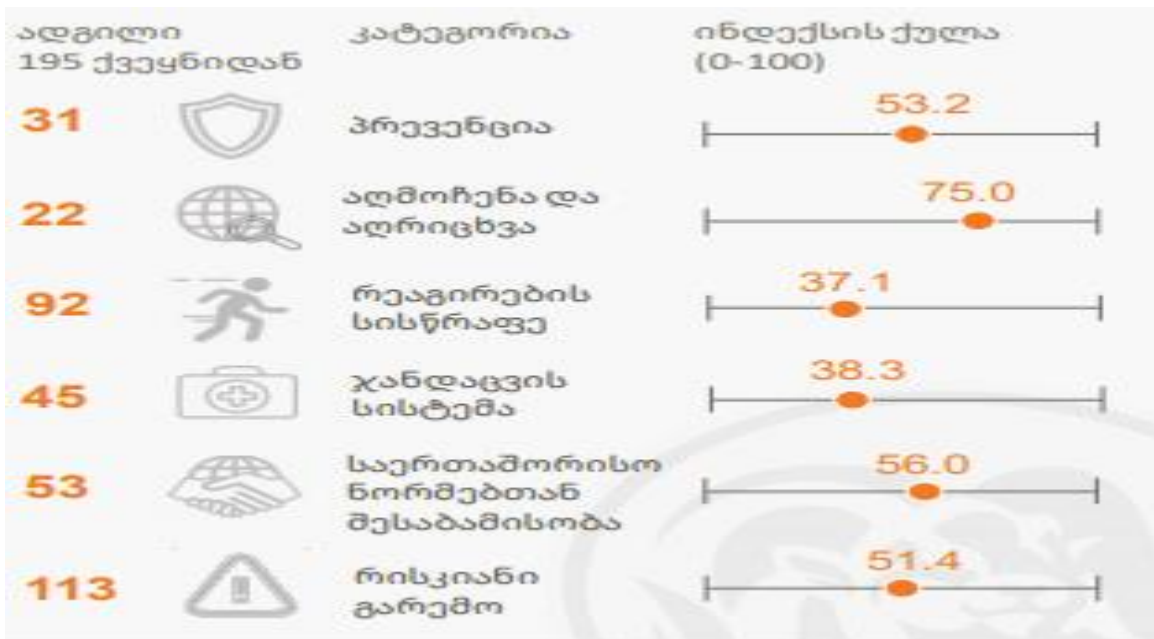 ადგილი
195 ქვეყნიდან
კატეგორია
ინდექსის ქულა
(0-100)
31
პრევენცია
53.2
22
აღმოჩენა და
აღრიცხვა
75.0
92
რეაგირების
სისწრაფე
37.1
45
ჯანდაცვის
სისტემა
38.3
53
საერთაშორისო
ნორმებთან
შესაბამისობა
56.0
113
რისკიანი
გარემო
51.4